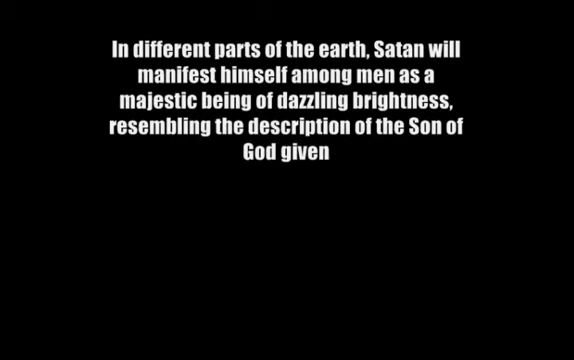 In different parts of the earth, Satan will
manifest himself among men as a
majestic being of dazzling brightness,
resembling the description of the Son of
God given